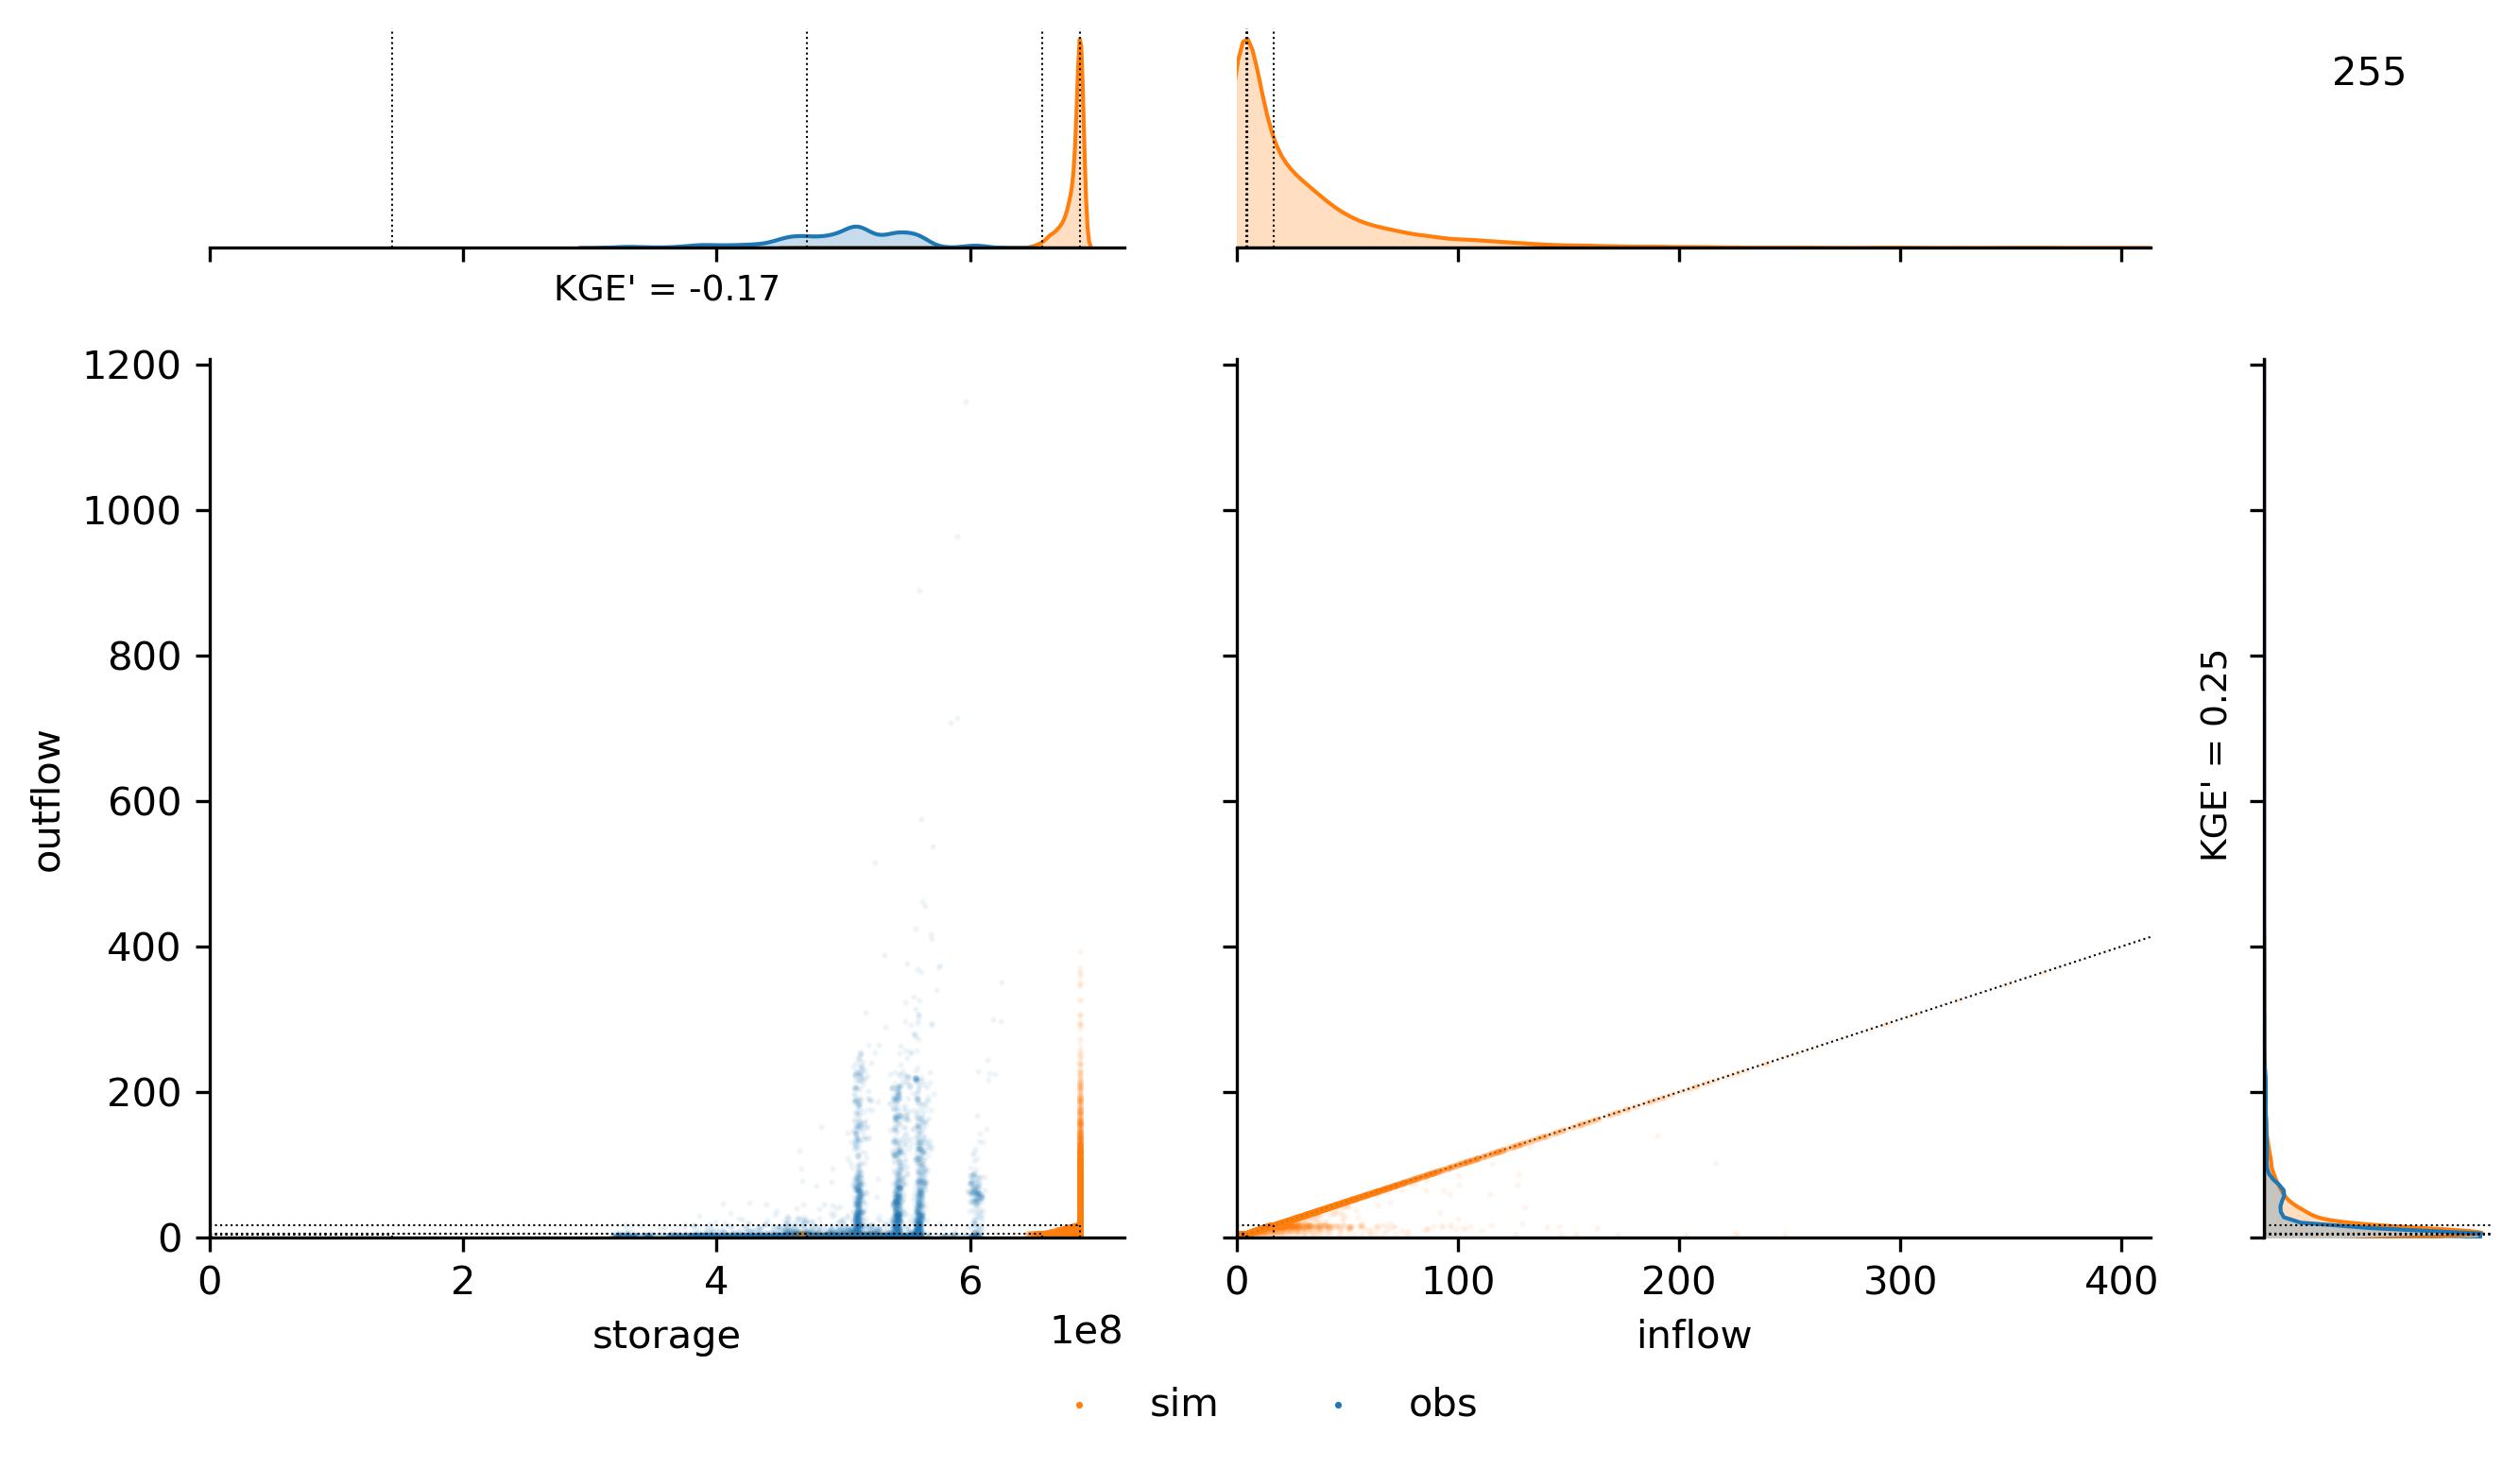 255
KGE' = -0.17
1200
1000
800
600
400
200
0
outflow
KGE' = 0.25
0 2 4 6
0 100 200 300 400
storage
1e8
inflow
sim obs